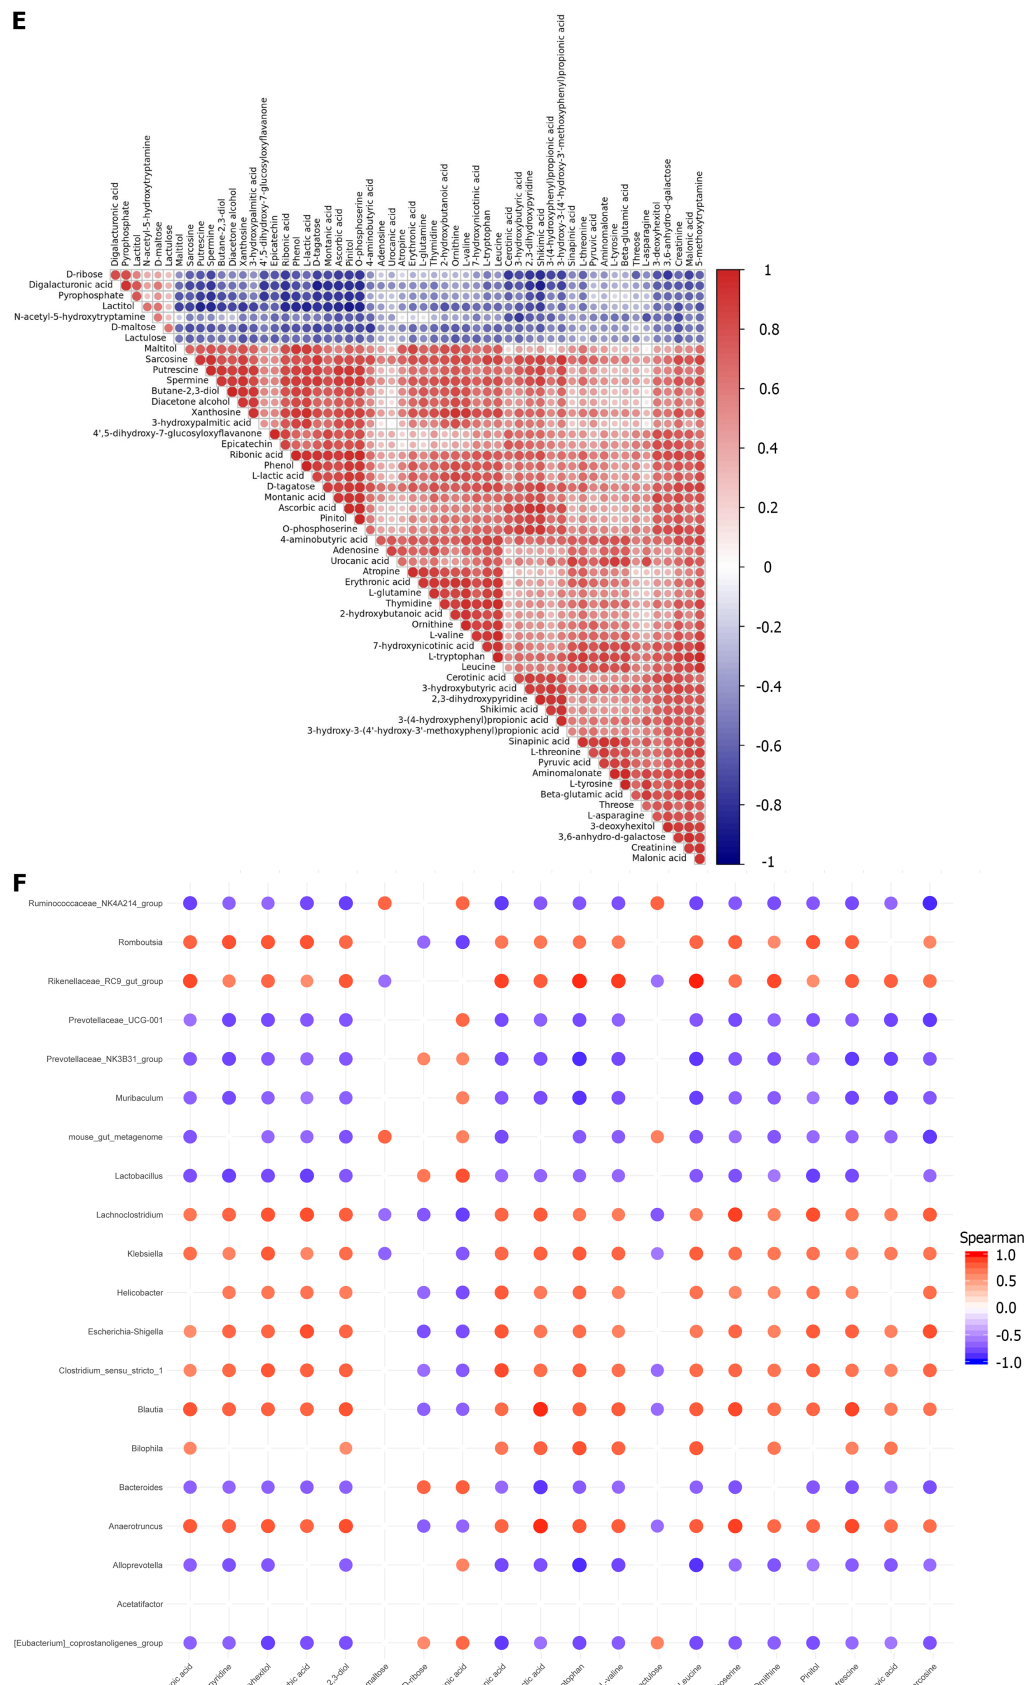 E
Digalacturonic acid
Pyrophosphate
Lactitol
N-acetyl-5-hydroxytryptamine
D-maltose
Lactulose
Maltitol
Sarcosine
Putrescine
Spermine
Butane-2,3-diol
Diacetone alcohol
Xanthosine
3-hydroxypalmitic acid
4',5-dihydroxy-7-glucosyloxyflavanone
Epicatechin
Ribonic acid
Phenol
L-lactic acid
D-tagatose
Montanic acid
Ascorbic acid
Pinitol
O-phosphoserine
4-aminobutyric acid
Adenosine
Urocanic acid
Atropine
Erythronic acid
L-glutamine
Thymidine
2-hydroxybutanoic acid
Ornithine
L-valine
7-hydroxynicotinic acid
L-tryptophan
Leucine
Cerotinic acid
3-hydroxybutyric acid
2,3-dihydroxypyridine
Shikimic acid
3-(4-hydroxyphenyl)propionic acid
3-hydroxy-3-(4'-hydroxy-3'-methoxyphenyl)propionic acid
Sinapinic acid
L-threonine
Pyruvic acid
Aminomalonate
L-tyrosine
Beta-glutamic acid
Threose
L-asparagine
3-deoxyhexitol
3,6-anhydro-d-galactose
Creatinine
Malonic acid
5-methoxytryptamine
D-ribose
Digalacturonic acid
Pyrophosphate
Lactitol
N-acetyl-5-hydroxytryptamine
D-maltose
Lactulose
Maltitol
Sarcosine
Putrescine
Spermine
Butane-2,3-diol
Diacetone alcohol
Xanthosine
3-hydroxypalmitic acid
4',5-dihydroxy-7-glucosyloxyflavanone
Epicatechin
Ribonic acid
Phenol
L-lactic acid
D-tagatose
Montanic acid
Ascorbic acid
Pinitol
O-phosphoserine
4-aminobutyric acid
Adenosine
Urocanic acid
Atropine
Erythronic acid
L-glutamine
Thymidine
2-hydroxybutanoic acid
Ornithine
L-valine
7-hydroxynicotinic acid
L-tryptophan
Leucine
Cerotinic acid
3-hydroxybutyric acid
2,3-dihydroxypyridine
Shikimic acid
3-(4-hydroxyphenyl)propionic acid
3-hydroxy-3-(4'-hydroxy-3'-methoxyphenyl)propionic acid
Sinapinic acid
L-threonine
Pyruvic acid
Aminomalonate
L-tyrosine
Beta-glutamic acid
Threose
L-asparagine
3-deoxyhexitol
3,6-anhydro-d-galactose
Creatinine
Malonic acid
1
0.8
0.6
0.4
0.2
0
-0.2
-0.4
-0.6
-0.8
-1
F
Ruminococcaceae_NK4A214_group
Romboutsia
Rikenellaceae_RC9_gut_group
Prevotellaceae_UCG-001
Prevotellaceae_NK3B31_group
Muribaculum
mouse_gut_metagenome
Lactobacillus
Lachnoclostridium
Klebsiella
Helicobacter
Escherichia-Shigella
Clostridium_sensu_stricto_1
Blautia
Bilophila
Bacteroides
Anaerotruncus
Alloprevotella
Acetatifactor
[Eubacterium]_coprostanoligenes_group
Spearman
1.0
0.5
0.0
-0.5
-1.0
acid
acid
2,3-diol
D-ribose
acid
acid
acid
L-valine
Leucine
Ornithine
Pinitol
acid